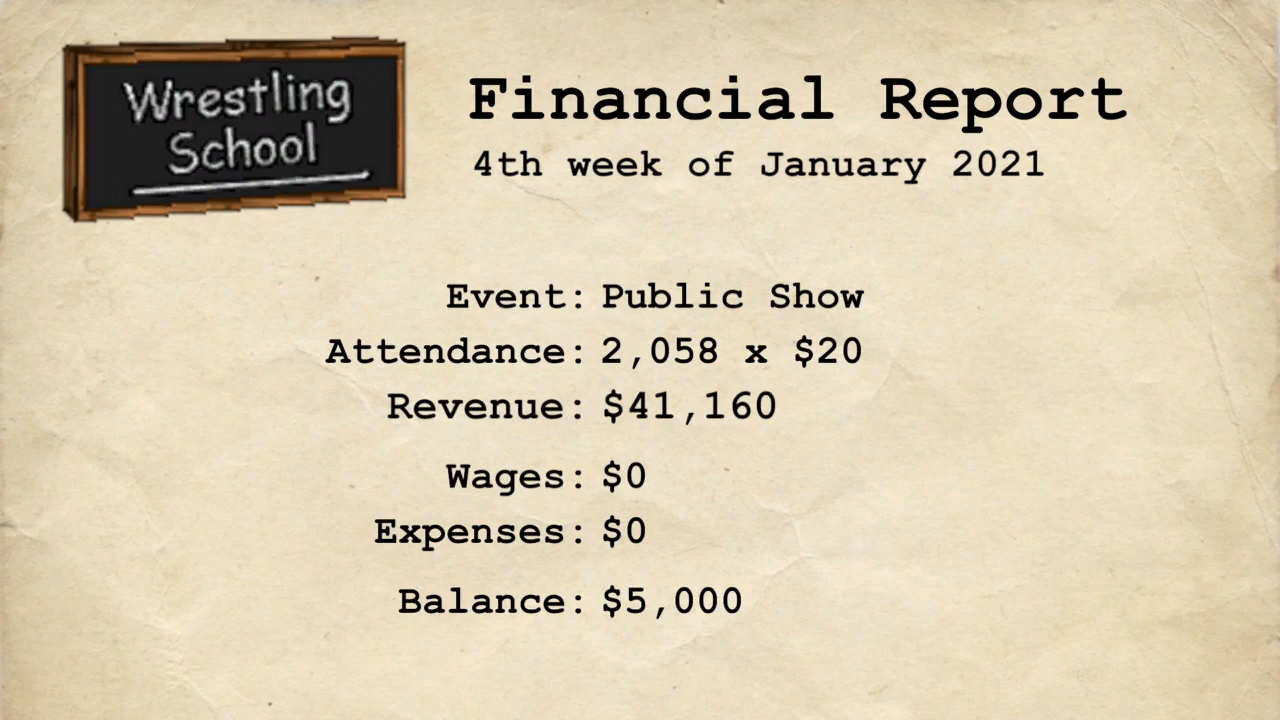 Wrestling
School
Financial Report
4th week of January 2021
Event: Public Show
Attendance: 2,058 x $20
Revenue: $41,160
Wages: $0
Expenses: $0
Balance: $5,000